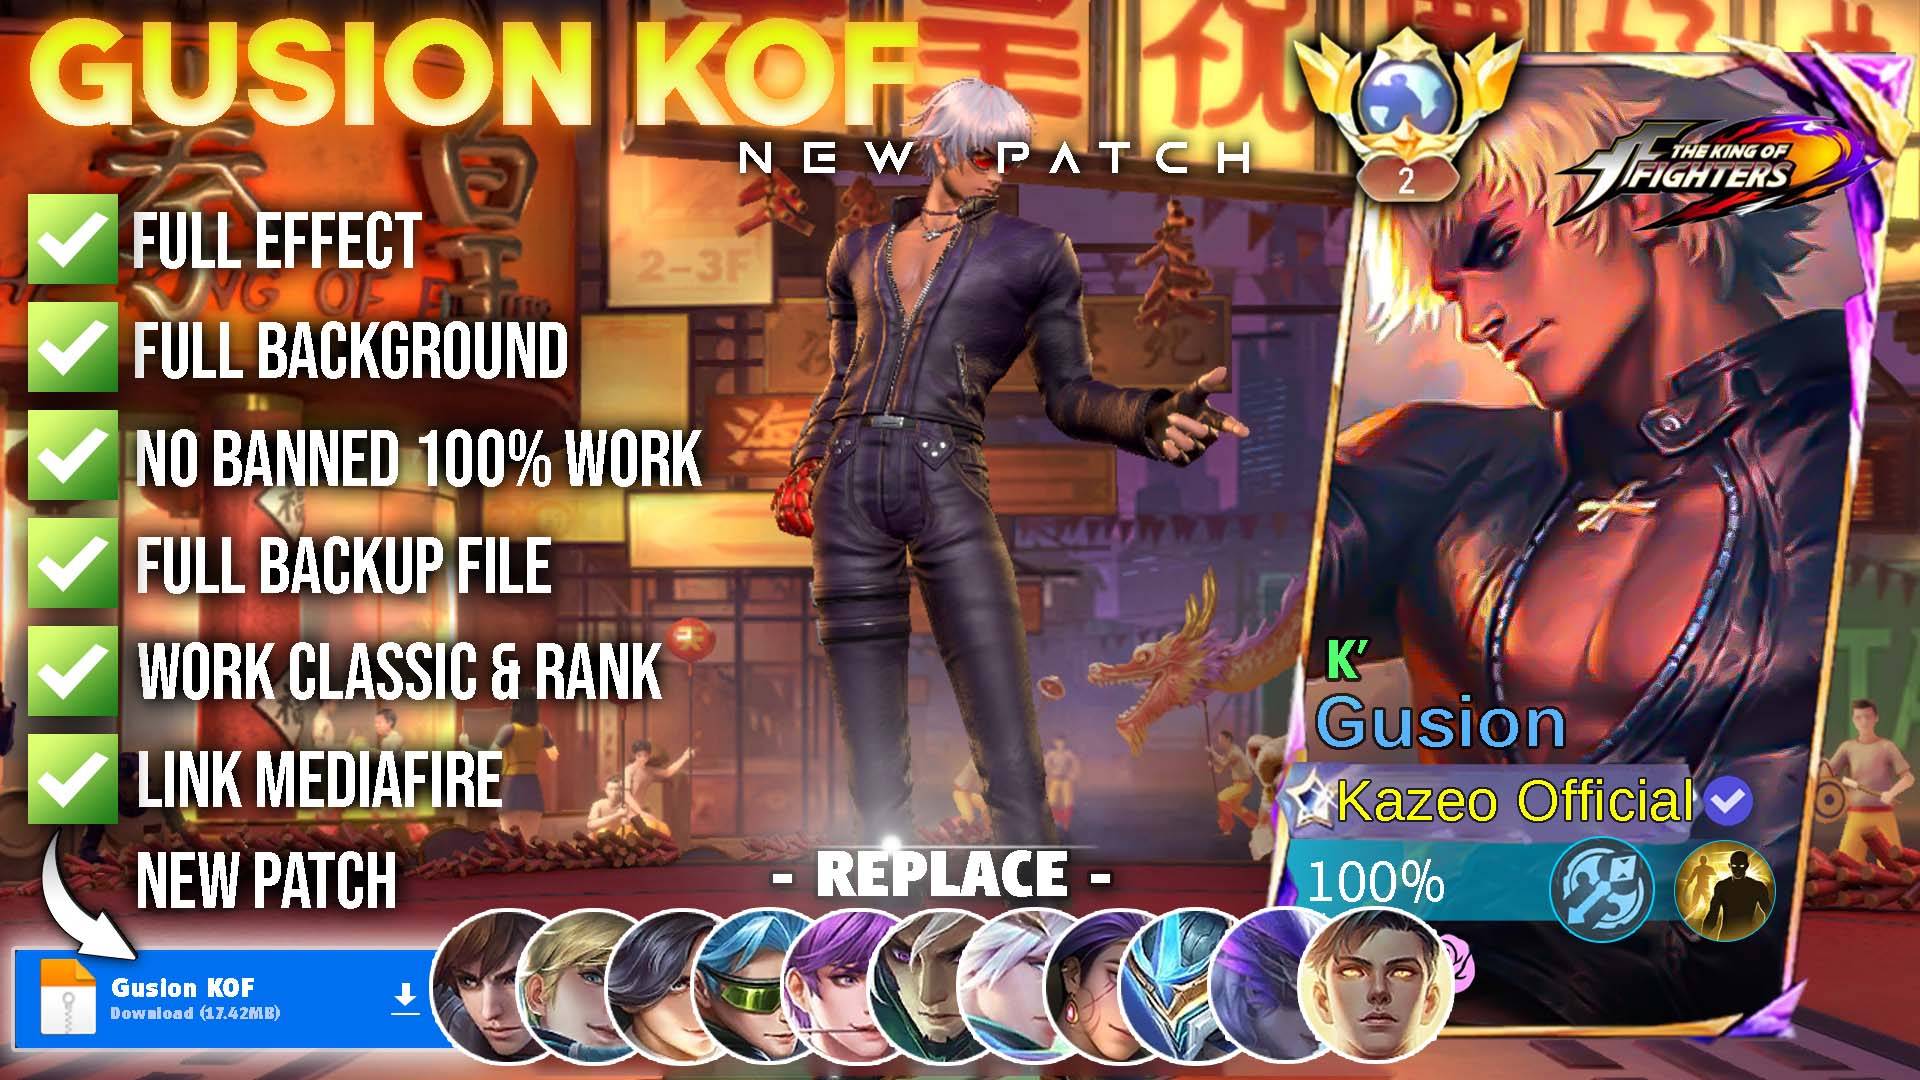 GUSION KOF
NEW PATCH
2
THE KING OF
FIGHTERS
FULL EFFECT
2-3F
FULL BACKGROUND
NO BANNED 100% WORK
FULL BACKUP FILE
WORK CLASSIC & RANK
K'
Gusion
LINK MEDIAFIRE
Kazeo Official
NEW PATCH
- REPLACE -
100%
Gusion KOF
Download (17.42MB)